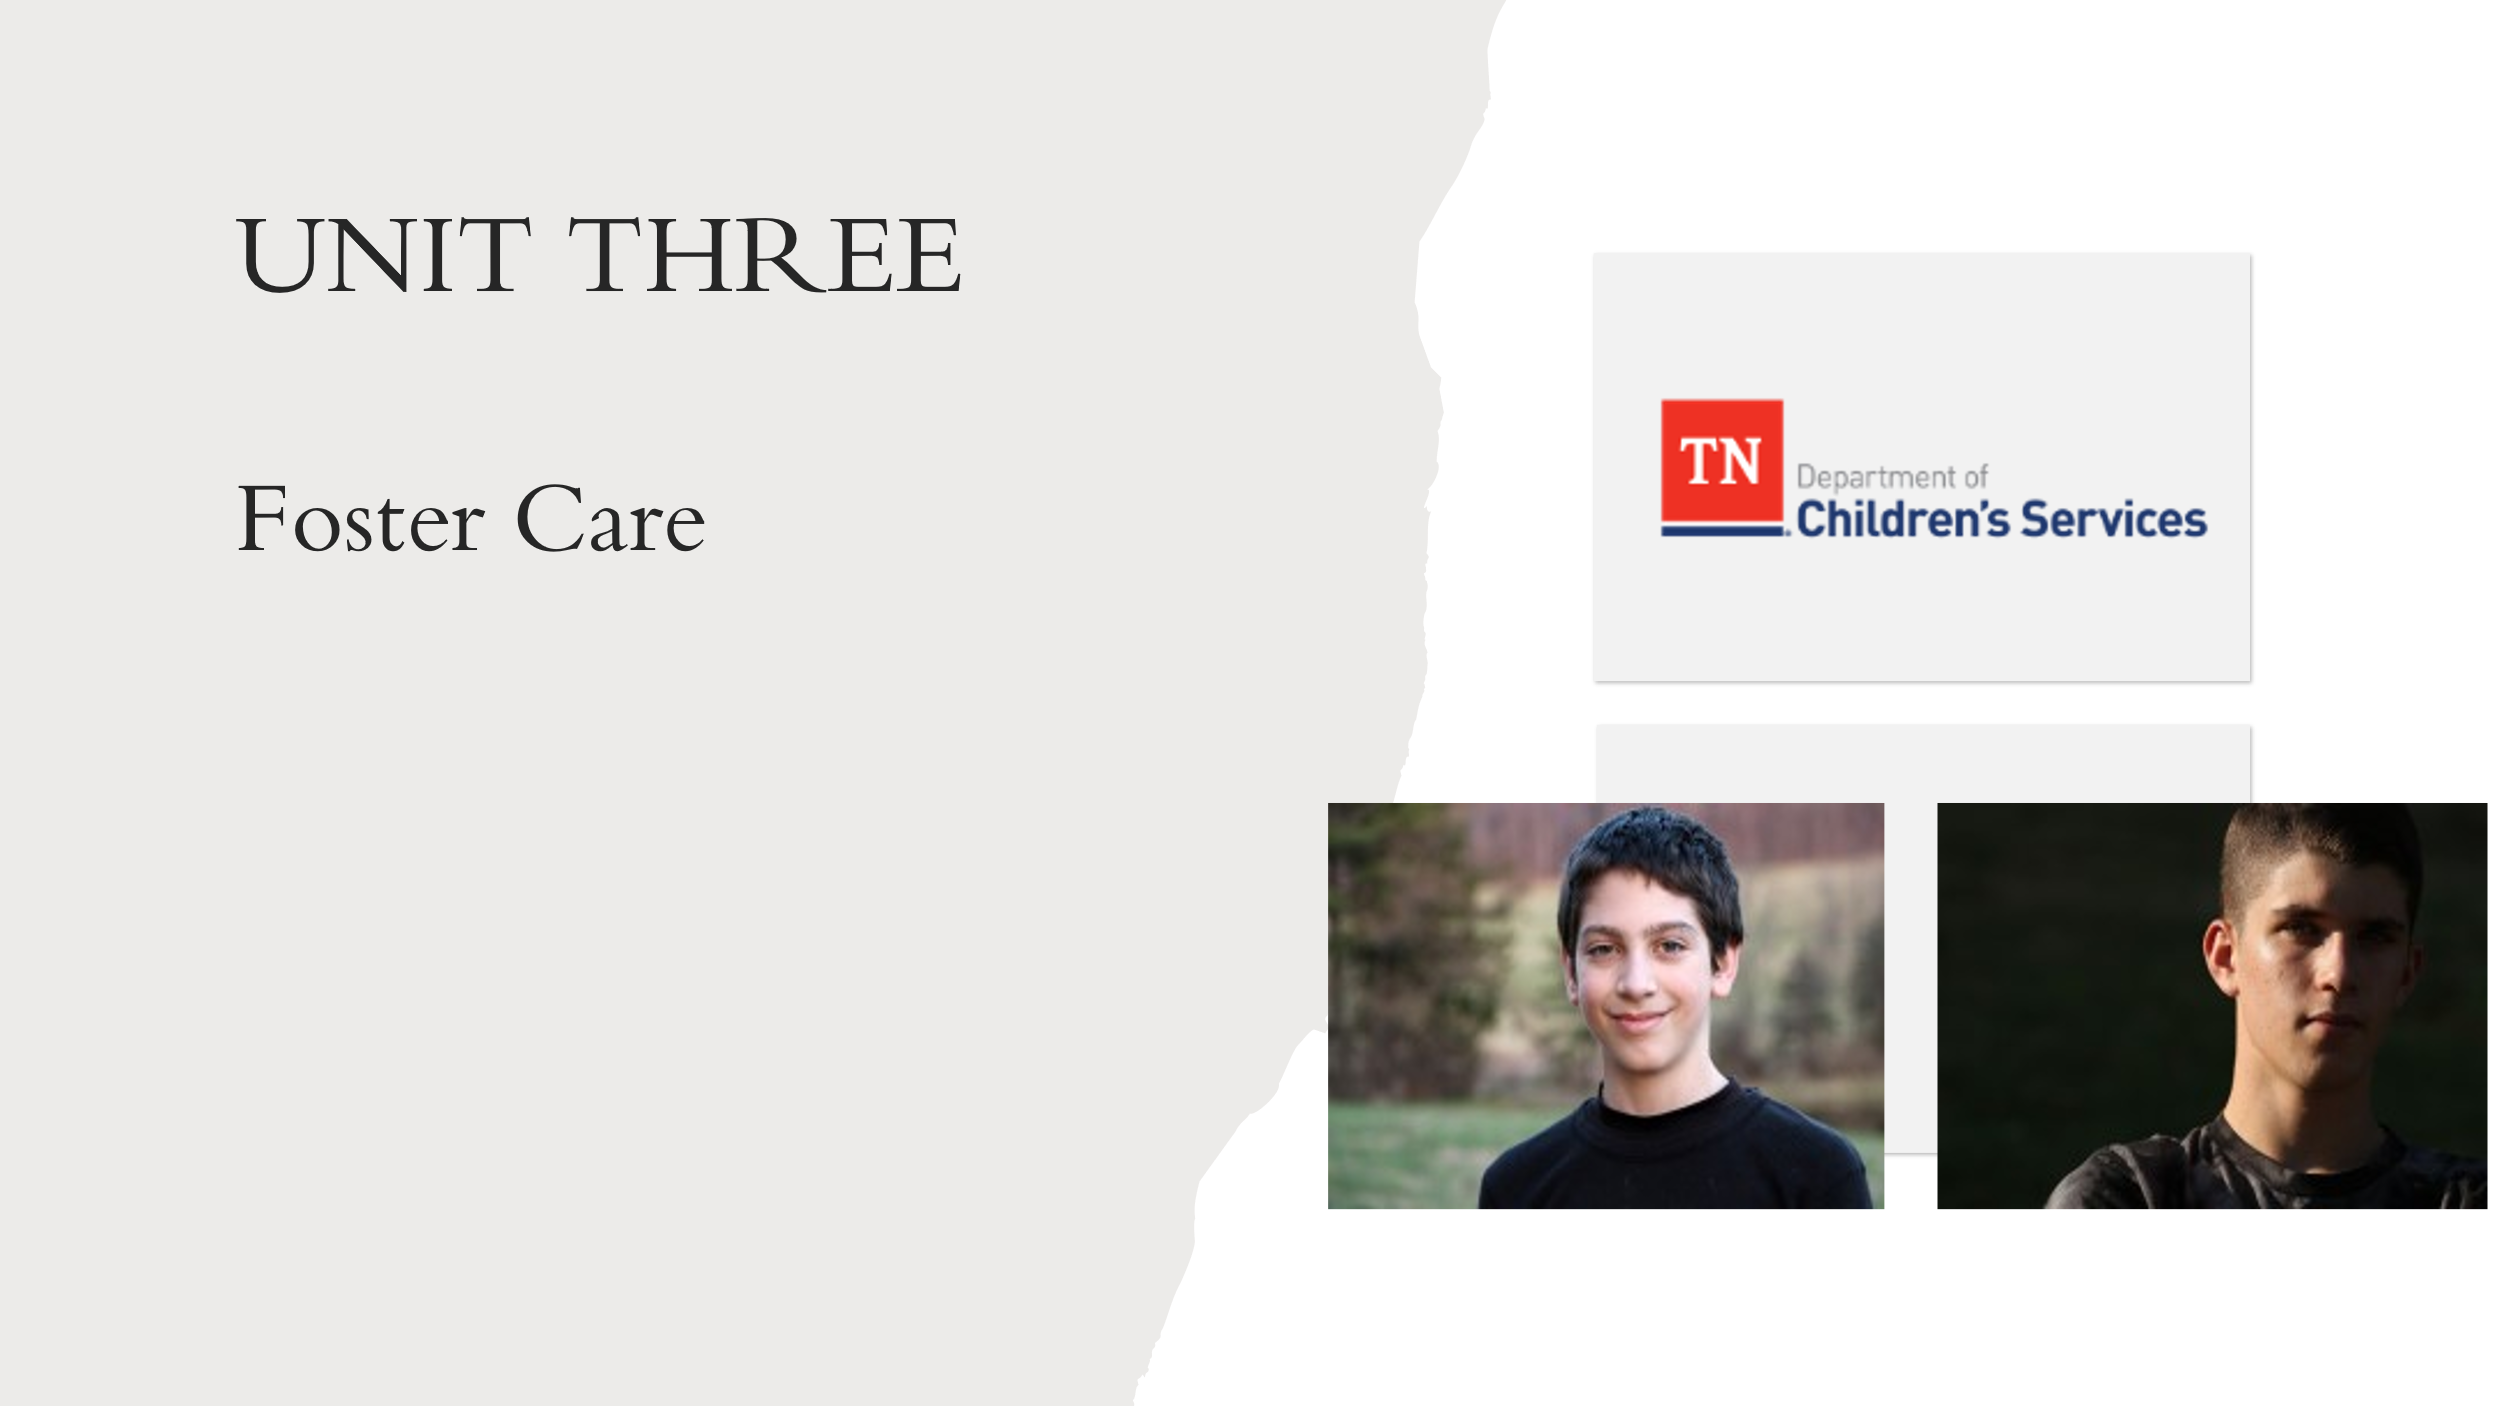 UNIT THREE
Foster Care
TN
Department of
Children's Services